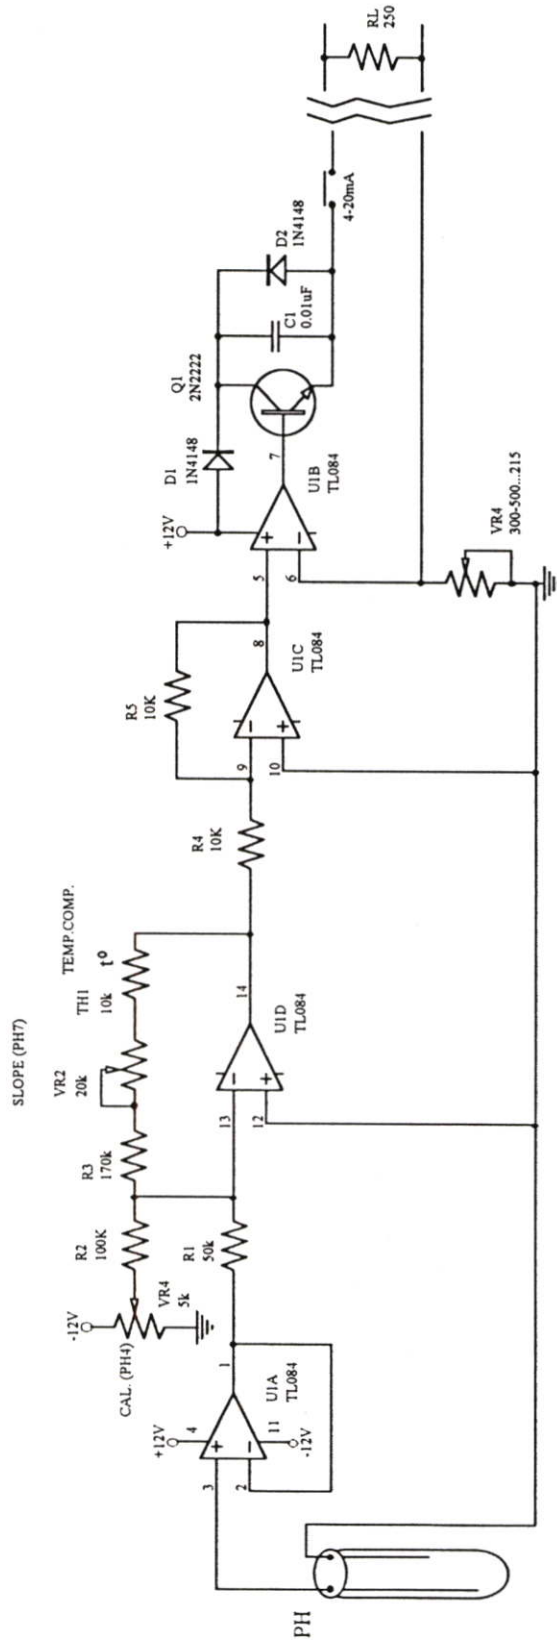 SLOPE (PH7)
TEMP.COMP.
CAL. (PH4)
-12V
VR4
5k
R2
100K
R3
170k
VR2
20k
TH1
10k
t°
PH
3
2
+12V
4
11
-12V
1
U1A
TL084
R1
50k
13
12
14
U1D
TL084
R4
10K
R5
10K
9
10
8
U1C
TL084
5
6
+12V
7
U1B
TL084
D1
1N4148
Q1
2N2222
C1
0.01uF
D2
1N4148
4-20mA
RL
250
VR4
300-500...215